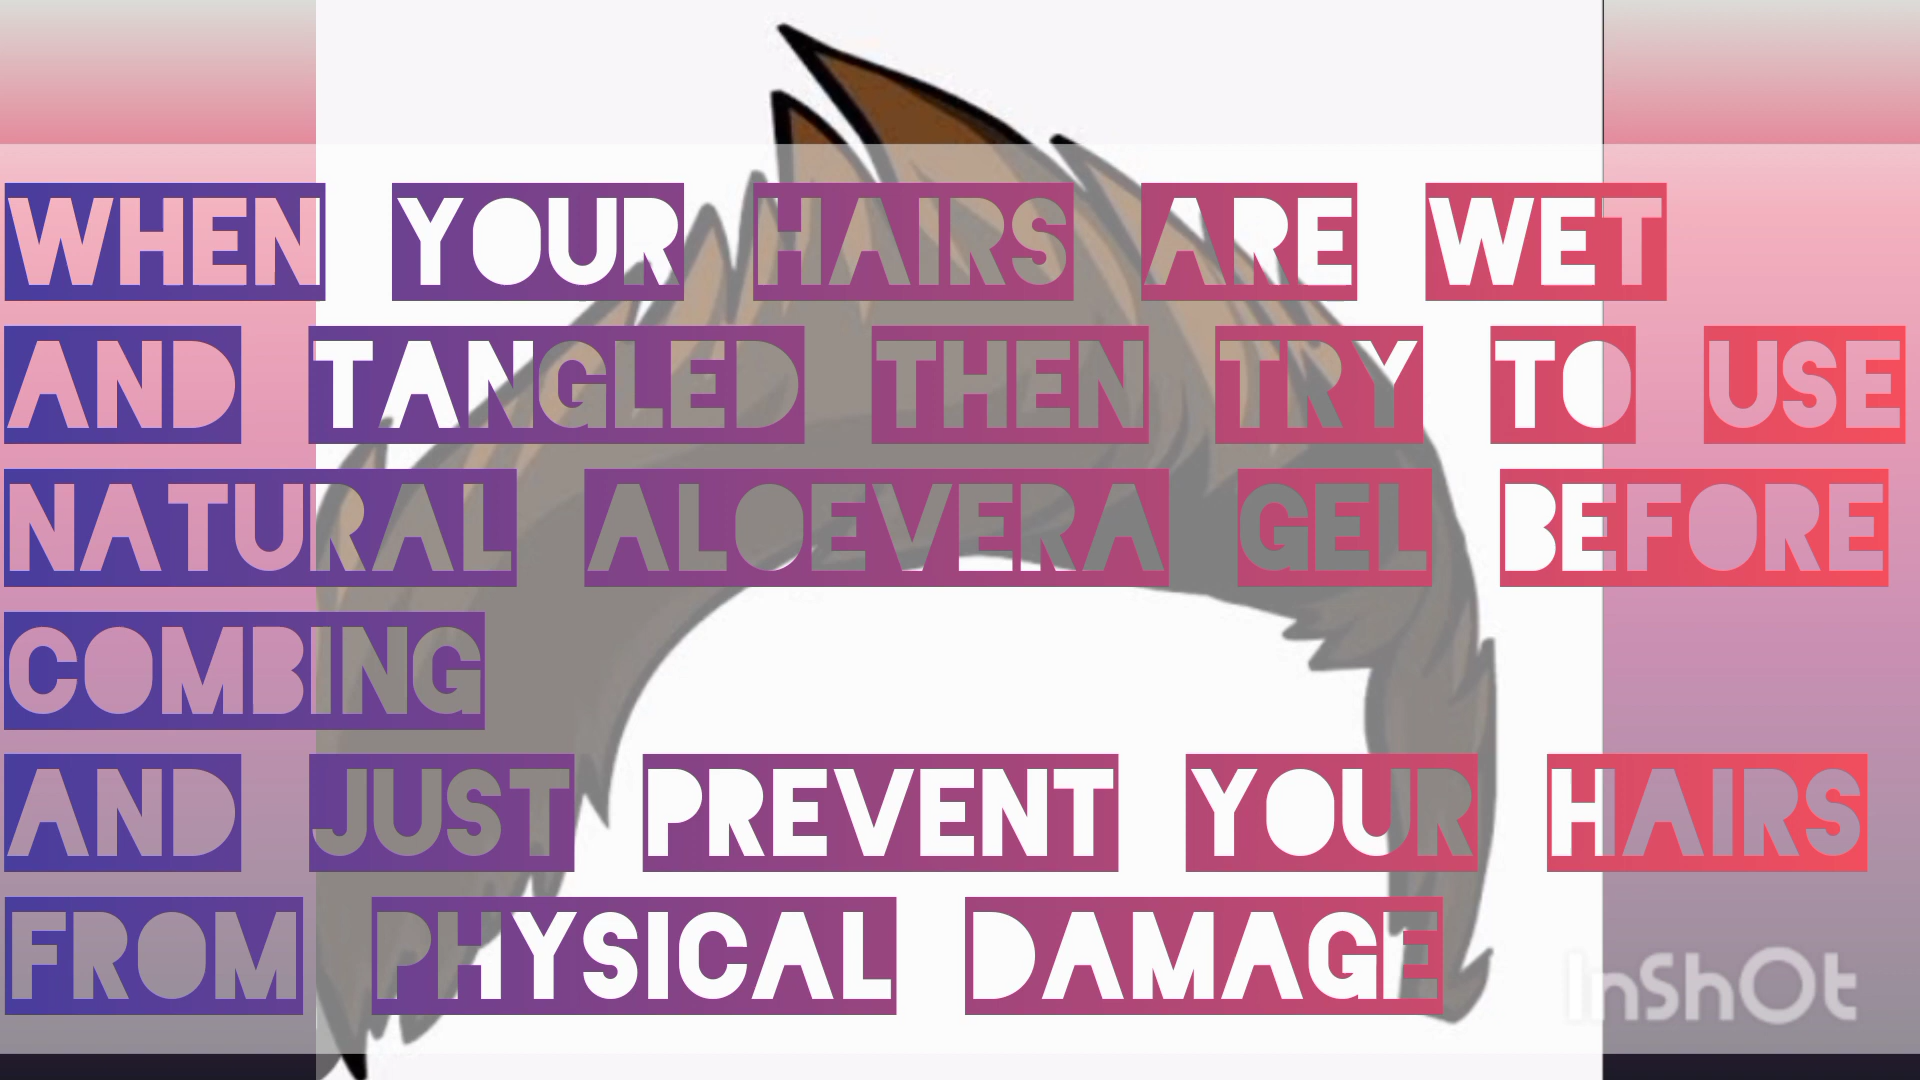 WHEN YOUR HAIRS ARE WET
AND TANGLED THEN TRY TO USE
NATURAL ALOEVERA GEL BEFORE
COMBING
AND JUST PREVENT YOUR HAIRS
FROM PHYSICAL DAMAGE
InShOt